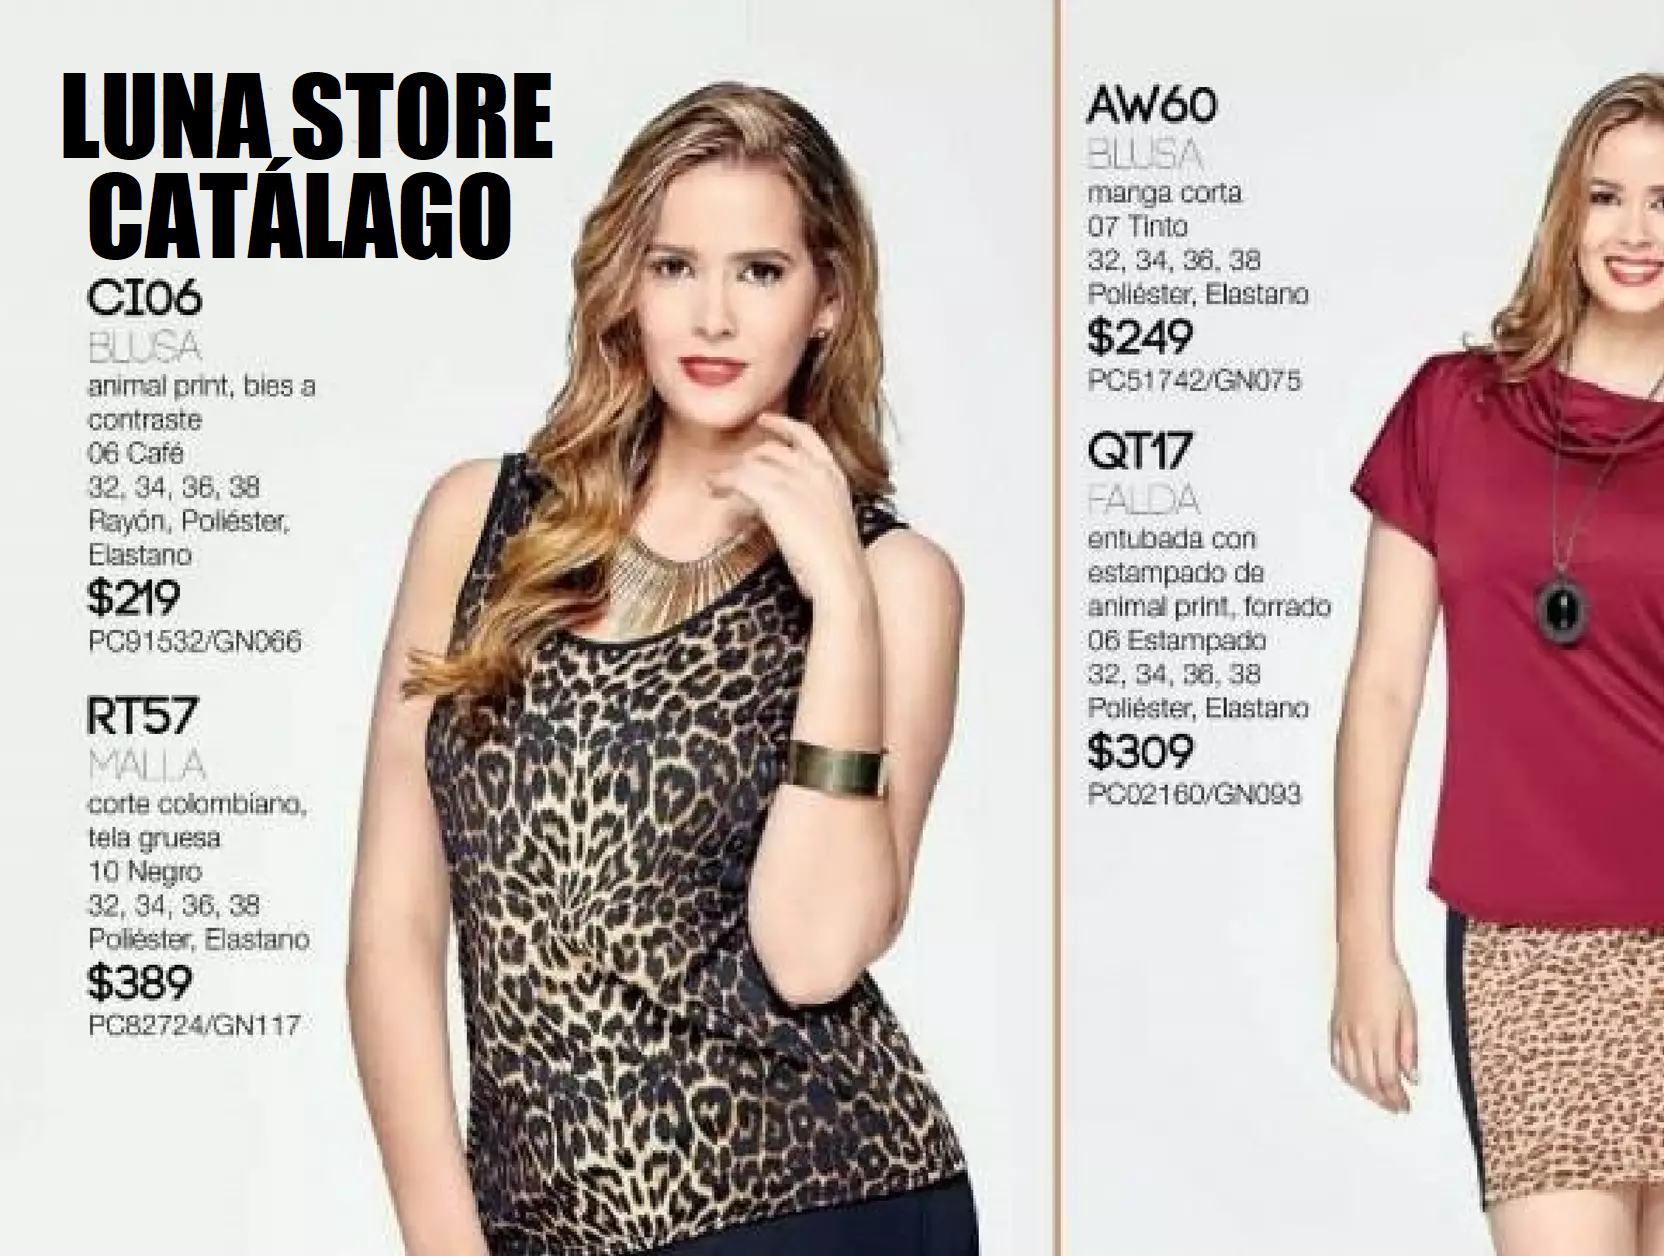 LUNA STORE
CATÁLAGO
CI06
BLUSA
animal print, bies a
contraste
06 Café
32, 34, 36, 38
Rayón, Poliéster,
Elastano
$219
PC91532/GN066
RT57
MALLA
corte colombiano,
tela gruesa
10 Negro
32, 34, 36, 38
Poliéster, Elastano
$389
PC82724/GN117
AW60
BLUSA
manga corta
07 Tinto
32, 34, 36, 38
Poliéster, Elastano
$249
PC51742/GN075
QT17
FALDA
entubada con
estampado de
animal print, forrado
06 Estampado
32, 34, 36, 38
Poliéster, Elastano
$309
PC02160/GN093